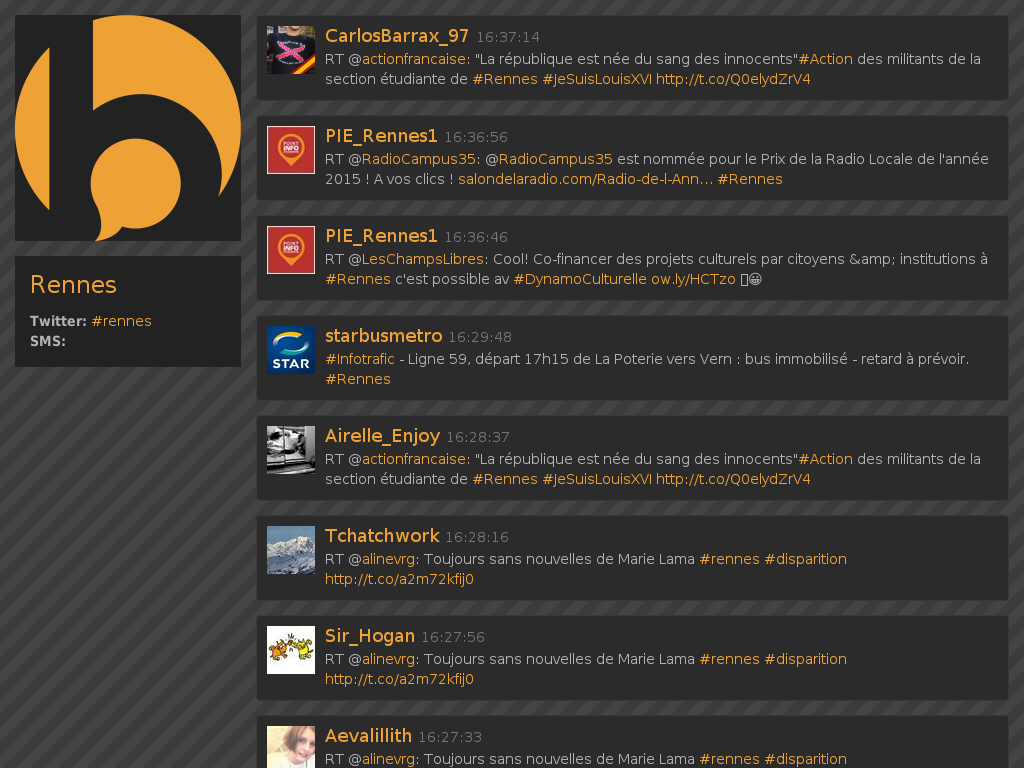 Rennes
Twitter: #rennes
SMS:
CarlosBarrax_97 16:37:14
RT @actionfrancaise: "La république est née du sang des innocents"#Action des militants de la
section étudiante de #Rennes #JeSuisLouisXVI http://t.co/Q0elydZrV4
POINT
INFO
PIE_Rennes1 16:36:56
RT @RadioCampus35: @RadioCampus35 est nommée pour le Prix de la Radio Locale de l'année
2015 ! A vos clics ! salondelaradio.com/Radio-de-l-Ann… #Rennes
POINT
INFO
PIE_Rennes1 16:36:46
RT @LesChampsLibres: Cool! Co-financer des projets culturels par citoyens &amp; institutions à
#Rennes c'est possible av #DynamoCulturelle ow.ly/HCTzo 😀
STAR
starbusmetro 16:29:48
#Infotrafic - Ligne 59, départ 17h15 de La Poterie vers Vern : bus immobilisé - retard à prévoir.
#Rennes
Airelle_Enjoy 16:28:37
RT @actionfrancaise: "La république est née du sang des innocents"#Action des militants de la
section étudiante de #Rennes #JeSuisLouisXVI http://t.co/Q0elydZrV4
Tchatchwork 16:28:16
RT @alinevrg: Toujours sans nouvelles de Marie Lama #rennes #disparition
http://t.co/a2m72kfij0
Sir_Hogan 16:27:56
RT @alinevrg: Toujours sans nouvelles de Marie Lama #rennes #disparition
http://t.co/a2m72kfij0
Aevalillith 16:27:33
RT @alinevrg: Toujours sans nouvelles de Marie Lama #rennes #disparition